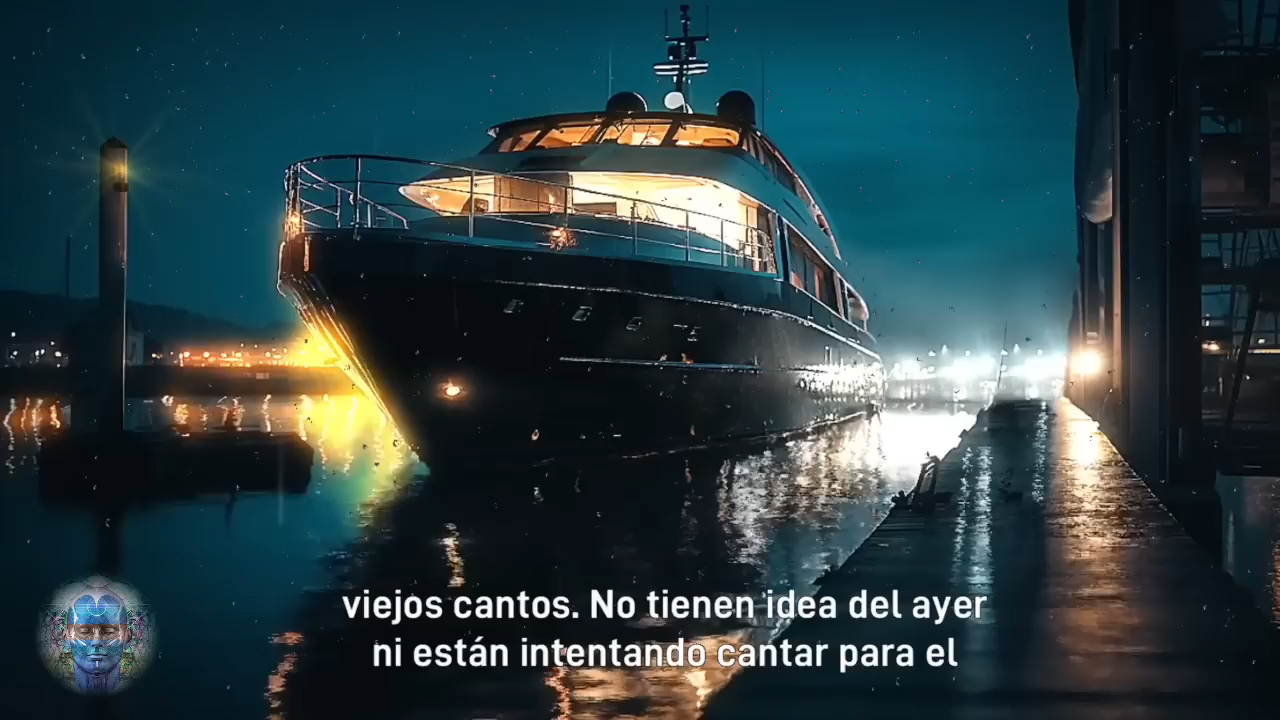 viejos cantos. No tienen idea del ayer
ni están intentando cantar para el